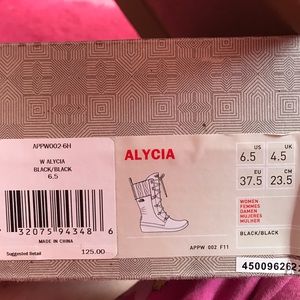 APPW002-6H
W ALYCIA
BLACK/BLACK
6.5
32075 94348 6
MADE IN CHINA
Suggested Retail 125.00
ALYCIA
APPW 002 F11
US UK
6.5 4.5
EU CM
37.5 23.5
WOMEN
FEMMES
DAMEN
MUJERES
MULHER
BLACK/BLACK
450096262